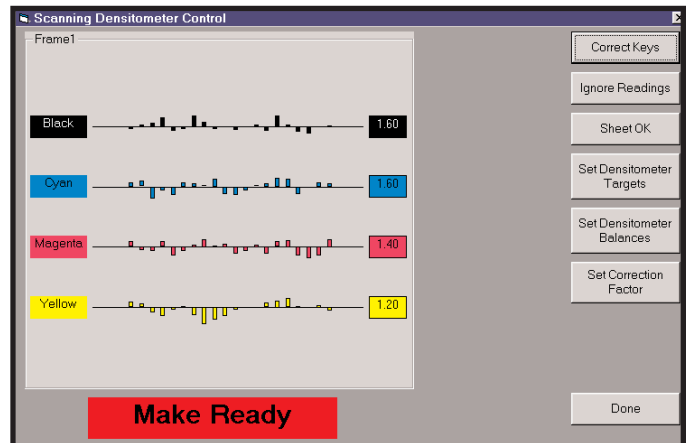 Scanning Densitometer Control
Frame1
Black
1.60
Cyan
1.60
Magenta
1.40
Yellow
1.20
Make Ready
Correct Keys
Ignore Readings
Sheet OK
Set Densitometer
Targets
Set Densitometer
Balances
Set Correction
Factor
Done